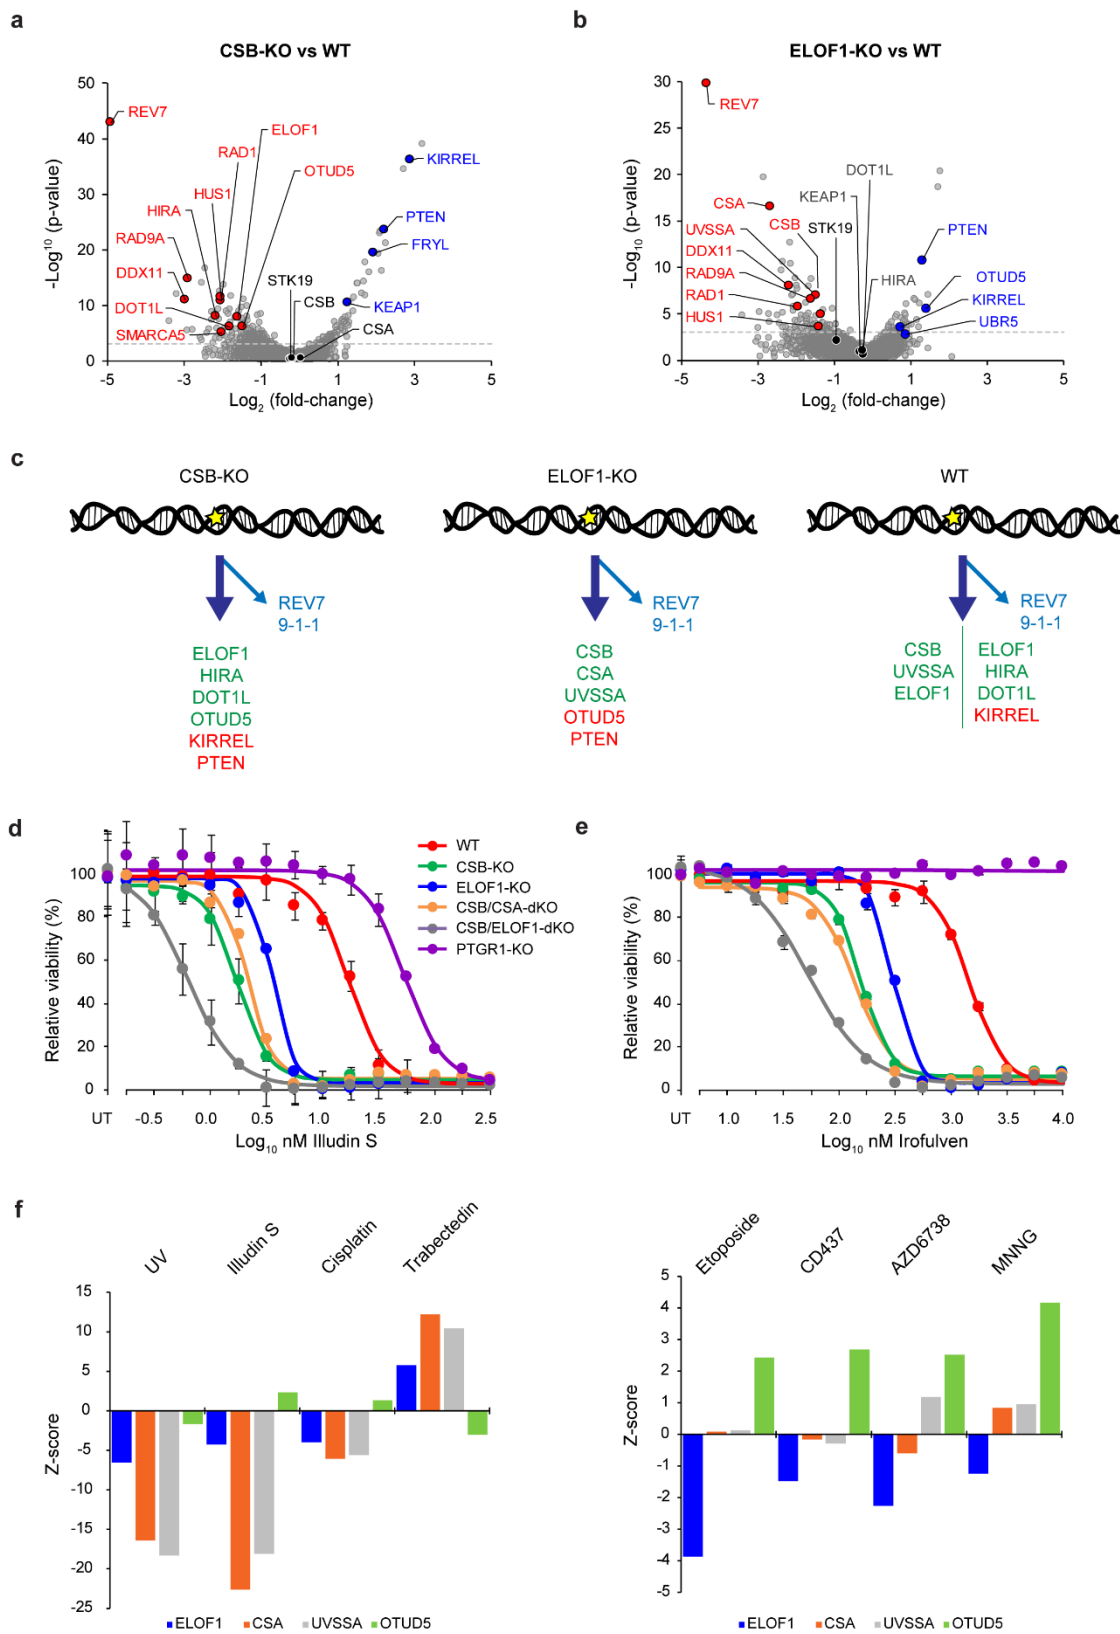 a
CSB-KO vs WT
-Log¹⁰ (p-value)
50
40
30
20
10
0
-5
-3
-1
1
3
5
Log₂ (fold-change)
REV7
ELOF1
RAD1
OTUD5
HUS1
HIRA
RAD9A
DDX11
DOT1L
SMARCA5
STK19
CSB
CSA
KIRREL
PTEN
FRYL
KEAP1
b
ELOF1-KO vs WT
-Log₁₀ (p-value)
30
25
20
15
10
5
0
-5
-3
-1
1
3
5
Log₂ (fold-change)
REV7
DOT1L
KEAP1
CSA
UVSSA
CSB
STK19
DDX11
RAD9A
RAD1
HUS1
HIRA
PTEN
OTUD5
KIRREL
UBR5
c
CSB-KO
REV7
9-1-1
ELOF1
HIRA
DOT1L
OTUD5
KIRREL
PTEN
ELOF1-KO
REV7
9-1-1
CSB
CSA
UVSSA
OTUD5
PTEN
WT
REV7
9-1-1
CSB
UVSSA
ELOF1
ELOF1
HIRA
DOT1L
KIRREL
d
Relative viability (%)
100
80
60
40
20
0
UT
-0.5
0.0
0.5
1.0
1.5
2.0
2.5
Log₁₀ nM Illudin S
WT
CSB-KO
ELOF1-KO
CSB/CSA-dKO
CSB/ELOF1-dKO
PTGR1-KO
e
Relative viability (%)
100
80
60
40
20
0
UT
1.0
1.5
2.0
2.5
3.0
3.5
4.0
Log₁₀ nM Irofulven
f
UV
Illudin S
Cisplatin
Trabectedin
Z-score
15
10
5
0
-5
-10
-15
-20
-25
ELOF1
CSA
UVSSA
OTUD5
Etoposide
CD437
AZD6738
MNNG
Z-score
5
4
3
2
1
0
-1
-2
-3
-4
-5
ELOF1
CSA
UVSSA
OTUD5